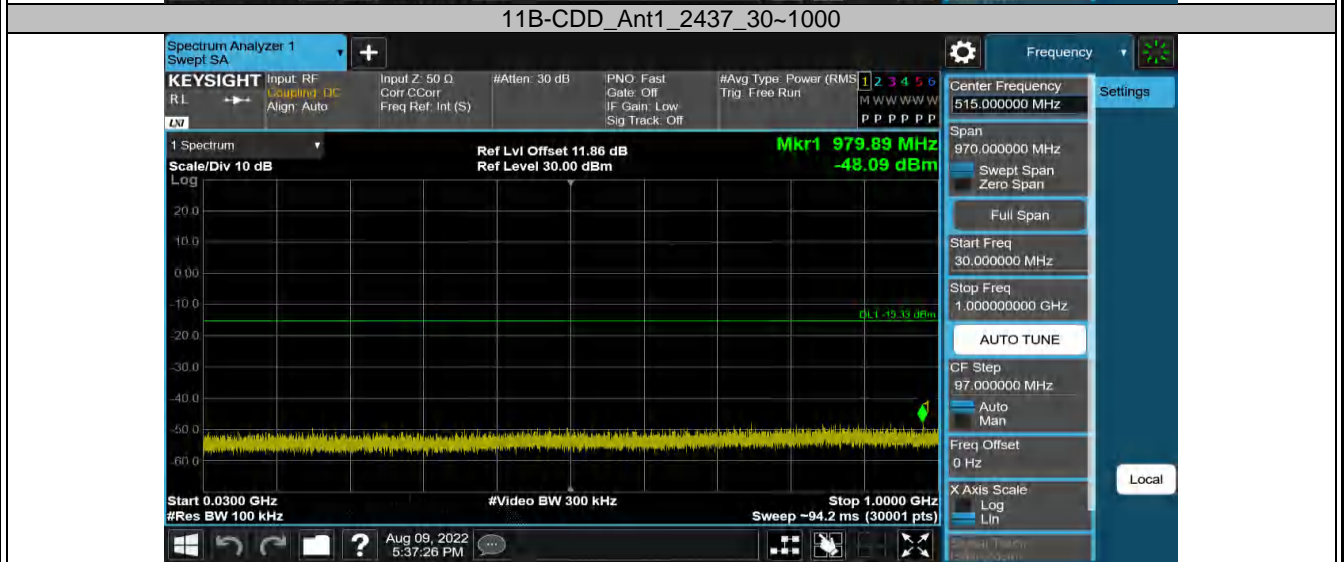 11B-CDD_Ant1_2437_30~1000
Spectrum Analyzer 1
Swept SA
+
Frequency
KEYSIGHT
RL
LXI
Input: RF
Coupling: DC
Align: Auto
Input Z: 50 Ω
Corr CCorr
Freq Ref: Int (S)
#Atten: 30 dB
PNO: Fast
Gate: Off
IF Gain: Low
Sig Track: Off
#Avg Type: Power (RMS
Trig: Free Run
1 2 3 4 5 6
M W W W W W
P P P P P P
Center Frequency
515.000000 MHz
Settings
1 Spectrum
Scale/Div 10 dB
Log
Ref Lvl Offset 11.86 dB
Ref Level 30.00 dBm
Mkr1 979.89 MHz
-48.09 dBm
Span
970.000000 MHz
Swept Span
Zero Span
Full Span
Start Freq
30.000000 MHz
Stop Freq
1.000000000 GHz
AUTO TUNE
CF Step
97.000000 MHz
Auto
Man
Freq Offset
0 Hz
X Axis Scale
Log
Lin
Local
20.0
10.0
0.00
-10.0
-20.0
-30.0
-40.0
-50.0
-60.0
DL1 -15.33 dBm
1
Start 0.0300 GHz
#Res BW 100 kHz
#Video BW 300 kHz
Stop 1.0000 GHz
Sweep ~94.2 ms (30001 pts)
?
Aug 09, 2022
5:37:26 PM